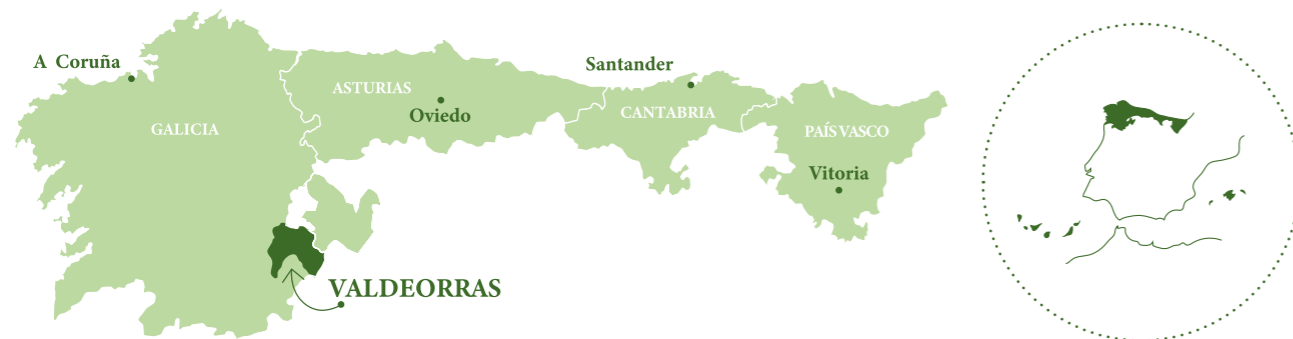 A Coruña
Santander
ASTURIAS
Oviedo
CANTABRIA
GALICIA
PAÍS VASCO
Vitoria
VALDEORRAS